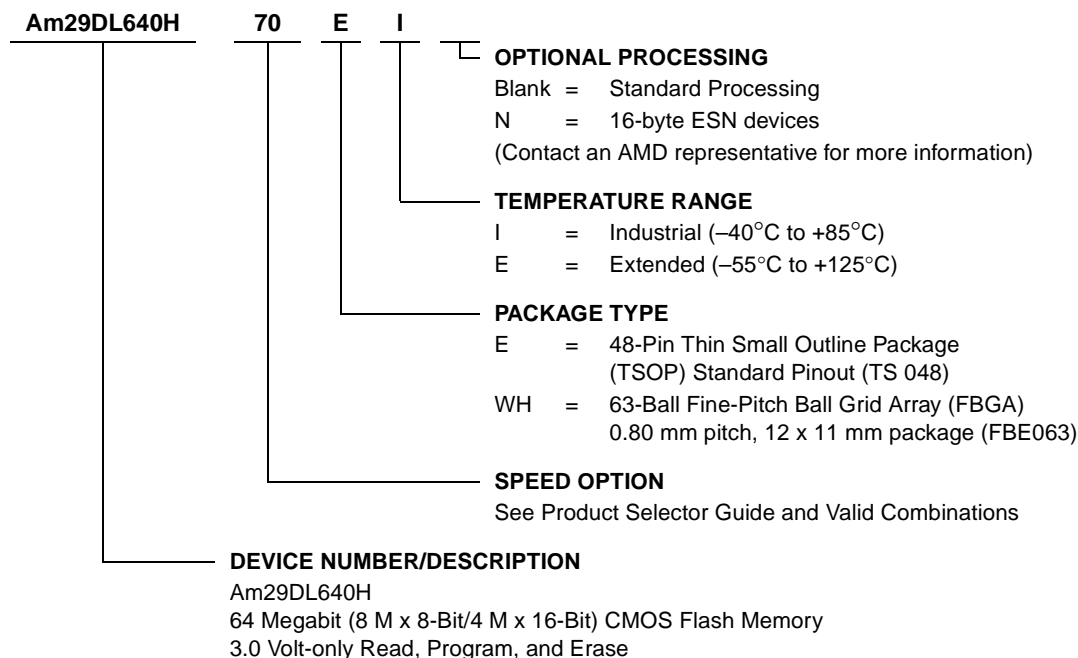 Am29DL640H 70 E I
OPTIONAL PROCESSING
Blank = Standard Processing
N = 16-byte ESN devices
(Contact an AMD representative for more information)
TEMPERATURE RANGE
I = Industrial (–40°C to +85°C)
E = Extended (–55°C to +125°C)
PACKAGE TYPE
E = 48-Pin Thin Small Outline Package
(TSOP) Standard Pinout (TS 048)
WH = 63-Ball Fine-Pitch Ball Grid Array (FBGA)
0.80 mm pitch, 12 x 11 mm package (FBE063)
SPEED OPTION
See Product Selector Guide and Valid Combinations
DEVICE NUMBER/DESCRIPTION
Am29DL640H
64 Megabit (8 M x 8-Bit/4 M x 16-Bit) CMOS Flash Memory
3.0 Volt-only Read, Program, and Erase